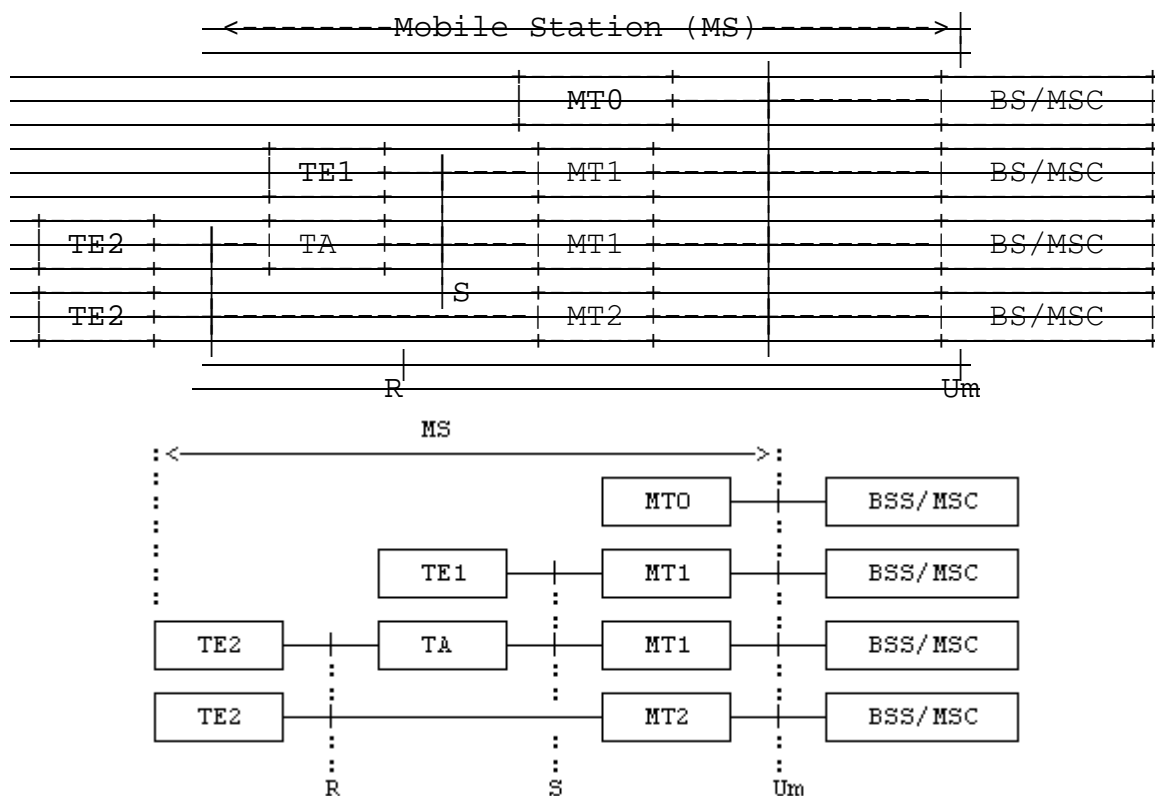 Mobile Station (MS)
MT0 BS/MSC
TE1 MT1 BS/MSC
TE2 TA MT1 BS/MSC
S
TE2 MT2 BS/MSC
R Um
MS
MT0 BSS/MSC
TE1 MT1 BSS/MSC
TE2 TA MT1 BSS/MSC
TE2 MT2 BSS/MSC
R S Um